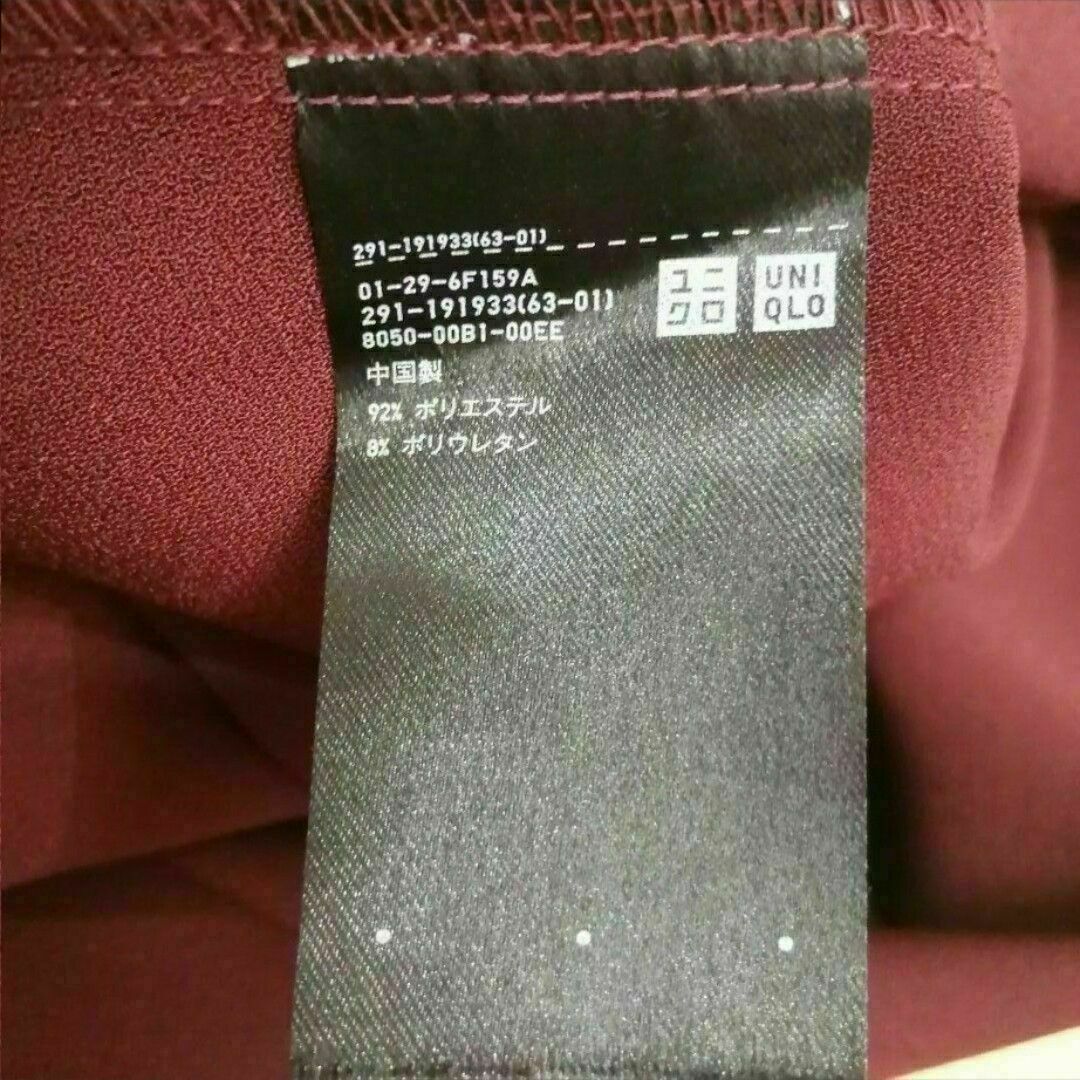 291-191933(63-01)
01-29-6F159A
291-191933(63-01)
8050-00B1-00EE
中国製
92% ポリエステル
8% ポリウレタン
ユニ
クロ
UNI
QLO